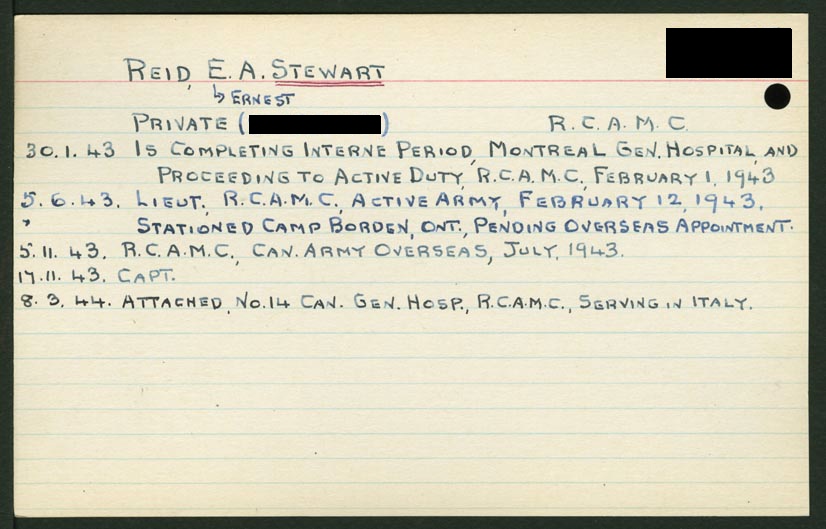 REID, E. A. STEWART
↳ ERNEST
PRIVATE ( ) R. C. A. M. C.
30. 1. 43 IS COMPLETING INTERNE PERIOD, MONTREAL GEN. HOSPITAL, AND
PROCEEDING TO ACTIVE DUTY, R.C.A.M.C., FEBRUARY 1, 1943
5. 6. 43. LIEUT., R.C.A.M.C., ACTIVE ARMY, FEBRUARY 12, 1943.
" STATIONED CAMP BORDEN, ONT., PENDING OVERSEAS APPOINTMENT.
5. 11. 43. R.C.A.M.C., CAN. ARMY OVERSEAS, JULY, 1943.
17. 11. 43. CAPT.
8. 3. 44. ATTACHED, NO. 14 CAN. GEN. HOSP., R.C.A.M.C., SERVING IN ITALY.